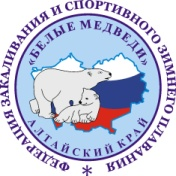 ФЕДЕРАЦИЯ ЗАКАЛИВАНИЯ И СПОРТИВНОГО ЗИМНЕГО ПЛАВАНИЯ
«БЕЛЫЕ МЕДВЕДИ»
АЛТАЙСКИЙ КРАЙ